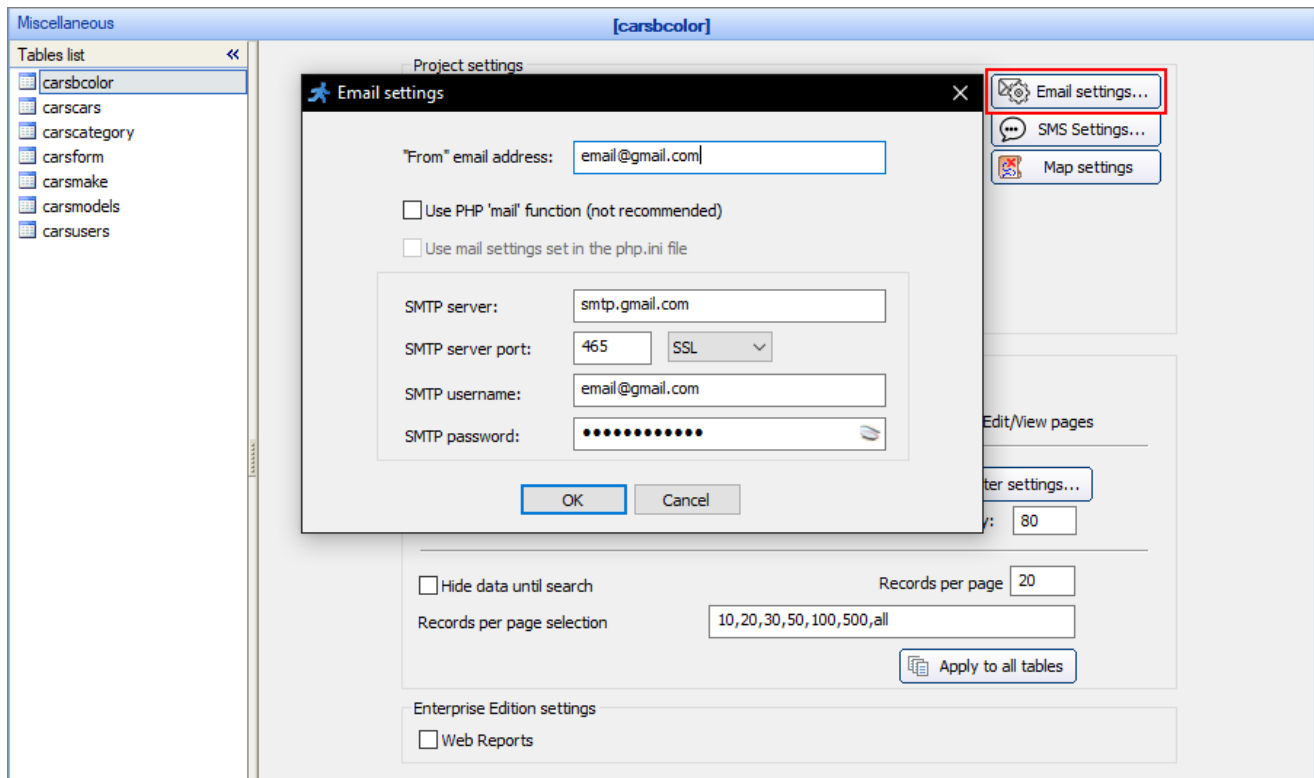 Miscellaneous
[carsbcolor]
Tables list
carsbcolor
carscars
carscategory
carsform
carsmake
carsmodels
carsusers
Project settings
Email settings...
SMS Settings...
Map settings
Email settings
"From" email address: email@gmail.com
Use PHP 'mail' function (not recommended)
Use mail settings set in the php.ini file
SMTP server: smtp.gmail.com
SMTP server port: 465 SSL
SMTP username: email@gmail.com
SMTP password: ••••••••••••
OK Cancel
Edit/View pages
ter settings...
y: 80
Hide data until search Records per page 20
Records per page selection 10,20,30,50,100,500,all
Apply to all tables
Enterprise Edition settings
Web Reports